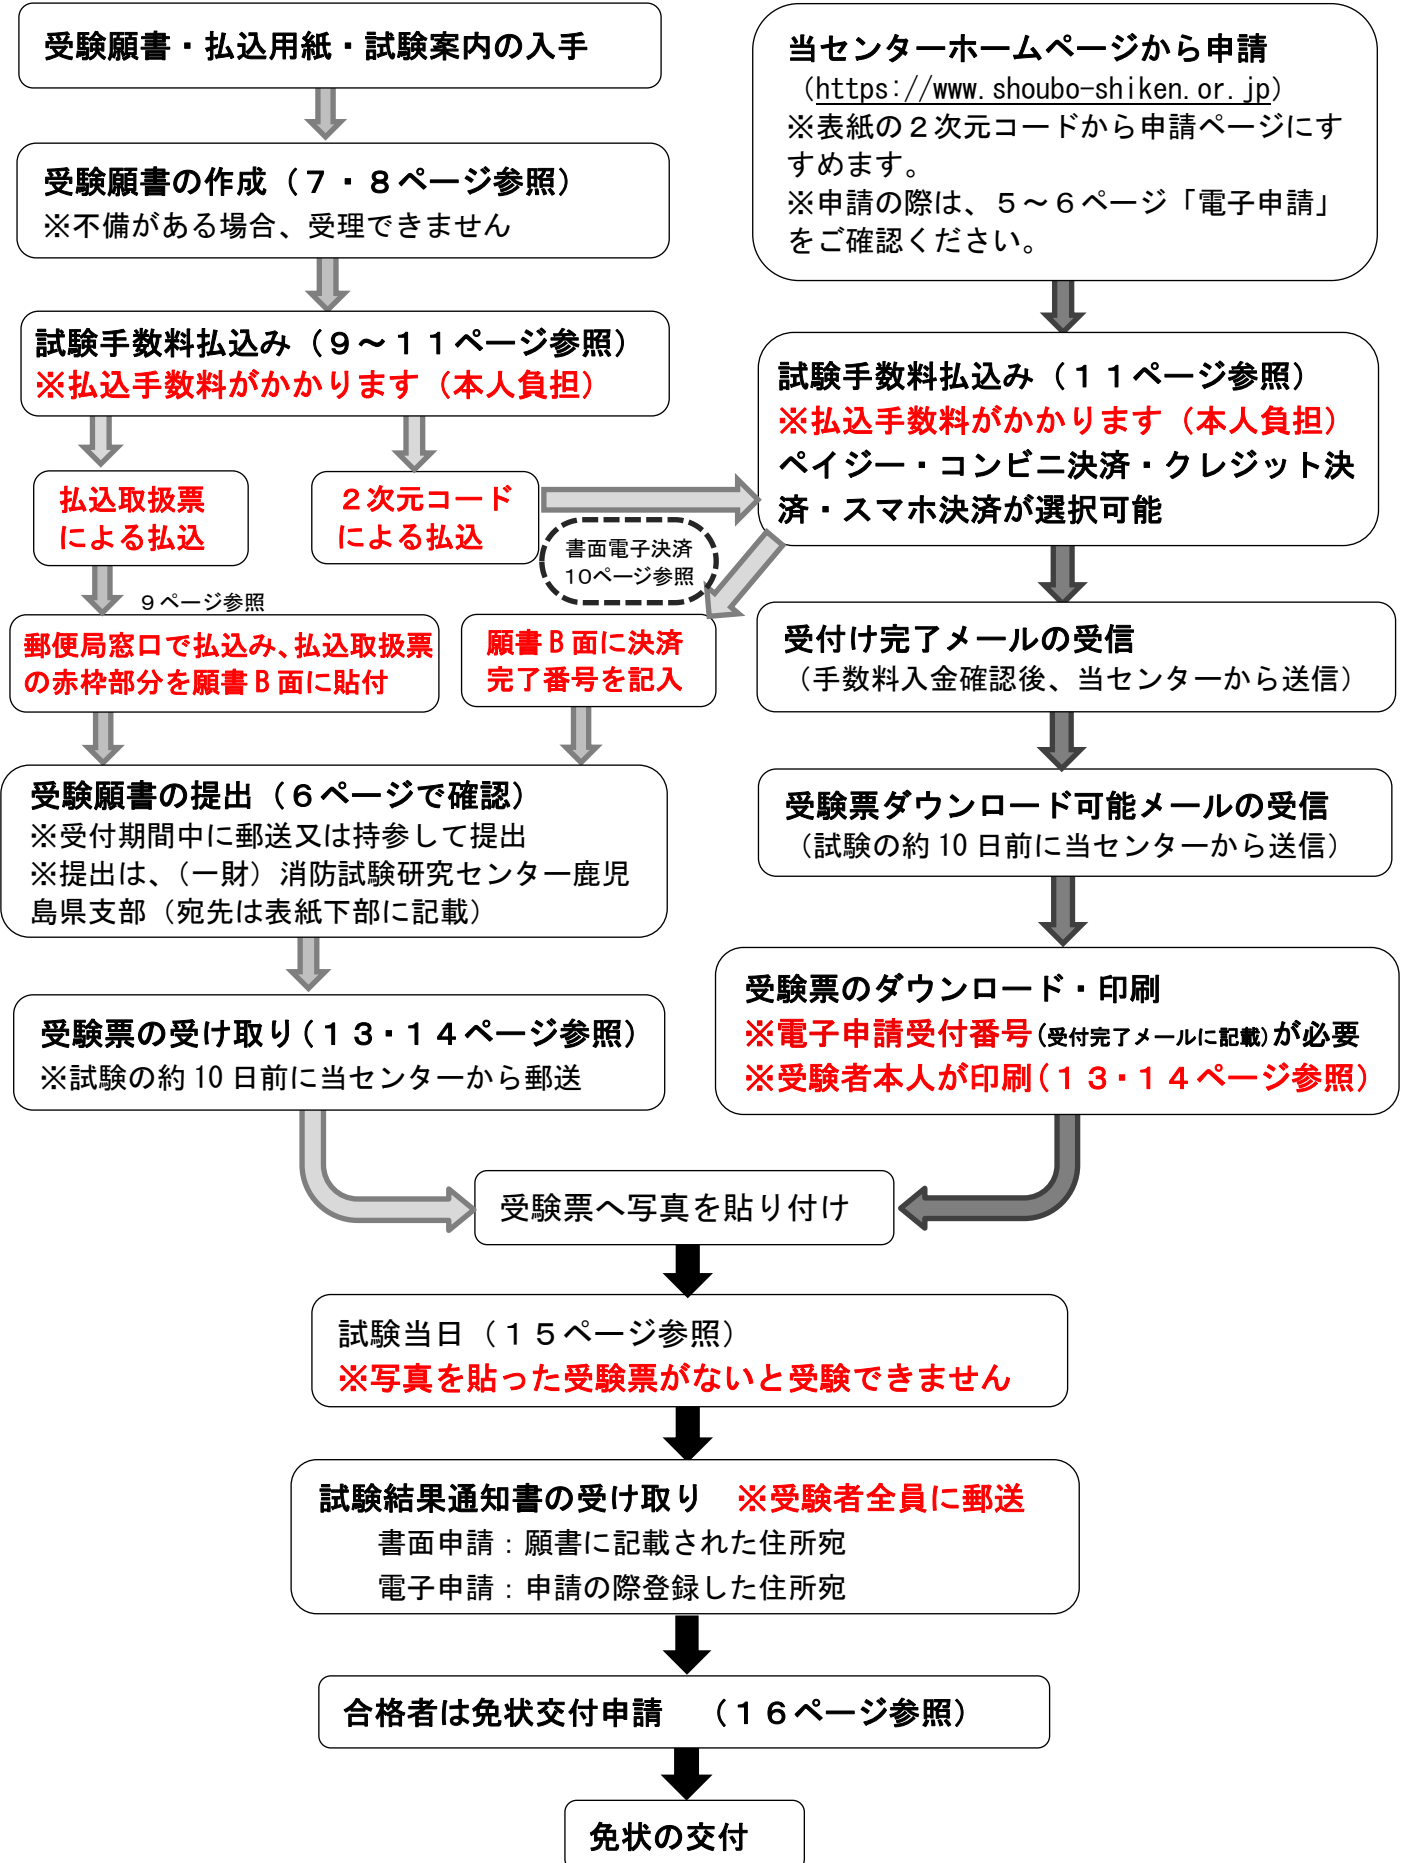 受験願書・払込用紙・試験案内の入手
受験願書の作成（７・８ページ参照）
※不備がある場合、受理できません
試験手数料払込み（９～１１ページ参照）
※払込手数料がかかります（本人負担）
払込取扱票
による払込
２次元コード
による払込
９ページ参照
郵便局窓口で払込み、払込取扱票
の赤枠部分を願書B面に貼付
書面電子決済
10ページ参照
願書B面に決済
完了番号を記入
受験願書の提出（６ページで確認）
※受付期間中に郵送又は持参して提出
※提出は、（一財）消防試験研究センター鹿児
島県支部（宛先は表紙下部に記載）
受験票の受け取り（１３・１４ページ参照）
※試験の約10日前に当センターから郵送
当センターホームページから申請
（https://www.shoubo-shiken.or.jp）
※表紙の２次元コードから申請ページにす
すめます。
※申請の際は、５～６ページ「電子申請」
をご確認ください。
試験手数料払込み（１１ページ参照）
※払込手数料がかかります（本人負担）
ペイジー・コンビニ決済・クレジット決
済・スマホ決済が選択可能
受付け完了メールの受信
（手数料入金確認後、当センターから送信）
受験票ダウンロード可能メールの受信
（試験の約10日前に当センターから送信）
受験票のダウンロード・印刷
※電子申請受付番号（受付完了メールに記載）が必要
※受験者本人が印刷（１３・１４ページ参照）
受験票へ写真を貼り付け
試験当日（１５ページ参照）
※写真を貼った受験票がないと受験できません
試験結果通知書の受け取り　※受験者全員に郵送
書面申請：願書に記載された住所宛
電子申請：申請の際登録した住所宛
合格者は免状交付申請　（１６ページ参照）
免状の交付